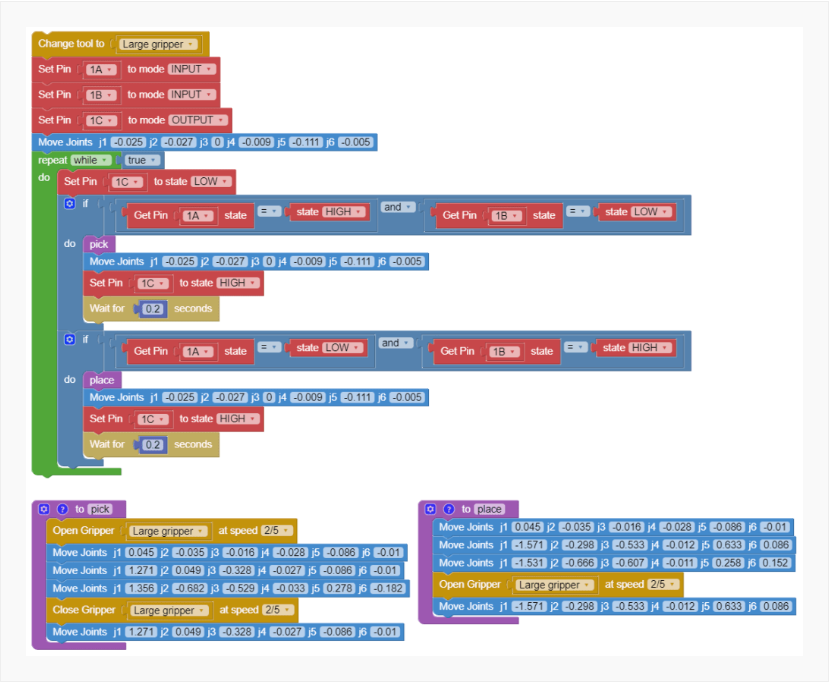 Change tool to Large gripper
Set Pin 1A to mode INPUT
Set Pin 1B to mode INPUT
Set Pin 1C to mode OUTPUT
Move Joints j1 -0.025 j2 -0.027 j3 0 j4 -0.009 j5 -0.111 j6 -0.005
repeat while true
do Set Pin 1C to state LOW
if Get Pin 1A state = state HIGH and Get Pin 1B state = state LOW
do pick
Move Joints j1 -0.025 j2 -0.027 j3 0 j4 -0.009 j5 -0.111 j6 -0.005
Set Pin 1C to state HIGH
Wait for 0.2 seconds
if Get Pin 1A state = state LOW and Get Pin 1B state = state HIGH
do place
Move Joints j1 -0.025 j2 -0.027 j3 0 j4 -0.009 j5 -0.111 j6 -0.005
Set Pin 1C to state HIGH
Wait for 0.2 seconds
? to pick
Open Gripper Large gripper at speed 2/5
Move Joints j1 0.045 j2 -0.035 j3 -0.016 j4 -0.028 j5 -0.086 j6 -0.01
Move Joints j1 1.271 j2 0.049 j3 -0.328 j4 -0.027 j5 -0.086 j6 -0.01
Move Joints j1 1.356 j2 -0.682 j3 -0.529 j4 -0.033 j5 0.278 j6 -0.182
Close Gripper Large gripper at speed 2/5
Move Joints j1 1.271 j2 0.049 j3 -0.328 j4 -0.027 j5 -0.086 j6 -0.01
? to place
Move Joints j1 0.045 j2 -0.035 j3 -0.016 j4 -0.028 j5 -0.086 j6 -0.01
Move Joints j1 -1.571 j2 -0.298 j3 -0.533 j4 -0.012 j5 0.633 j6 0.086
Move Joints j1 -1.531 j2 -0.666 j3 -0.607 j4 -0.011 j5 0.258 j6 0.152
Open Gripper Large gripper at speed 2/5
Move Joints j1 -1.571 j2 -0.298 j3 -0.533 j4 -0.012 j5 0.633 j6 0.086